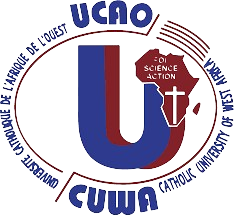 UCAO
UNIVERSITE CATHOLIQUE DE L'AFRIQUE DE L'OUEST
U
FOI
SCIENCE
ACTION
CATHOLIC UNIVERSITY OF WEST AFRICA
CUWA